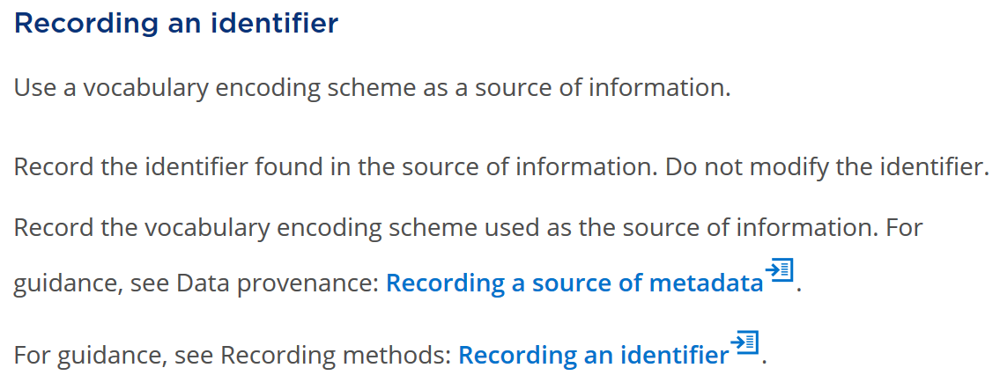 Recording an identifier
Use a vocabulary encoding scheme as a source of information.
Record the identifier found in the source of information. Do not modify the identifier.
Record the vocabulary encoding scheme used as the source of information. For
guidance, see Data provenance: Recording a source of metadata.
For guidance, see Recording methods: Recording an identifier.